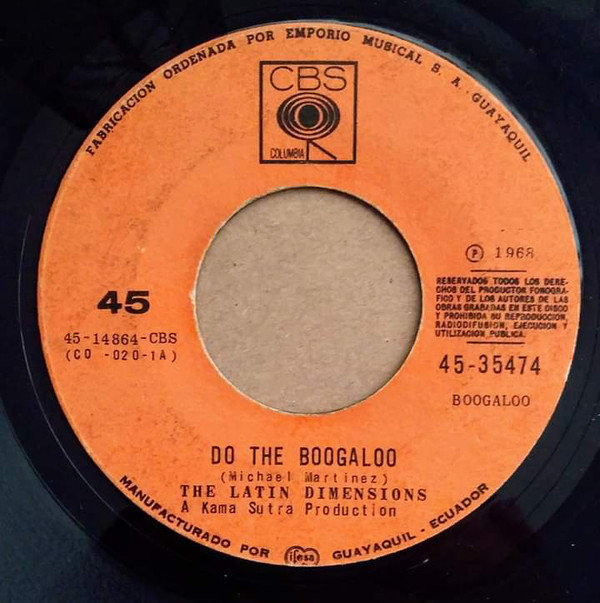 FABRICACION ORDENADA POR EMPORIO MUSICAL S. A. GUAYAQUIL
CBS
COLUMBIA
℗ 1968
RESERVADOS TODOS LOS DERE-
CHOS DEL PRODUCTOR FONOGRA-
FICO Y DE LOS AUTORES DE LAS
OBRAS GRABADAS EN ESTE DISCO
Y PROHIBIDA SU REPRODUCCION,
RADIODIFUSION, EJECUCION Y
UTILIZACION PUBLICA.
45
45-14864-CBS
(CO -020-1A)
45-35474
BOOGALOO
DO THE BOOGALOO
(Michael Martinez)
THE LATIN DIMENSIONS
A Kama Sutra Production
MANUFACTURADO POR ifesa GUAYAQUIL - ECUADOR